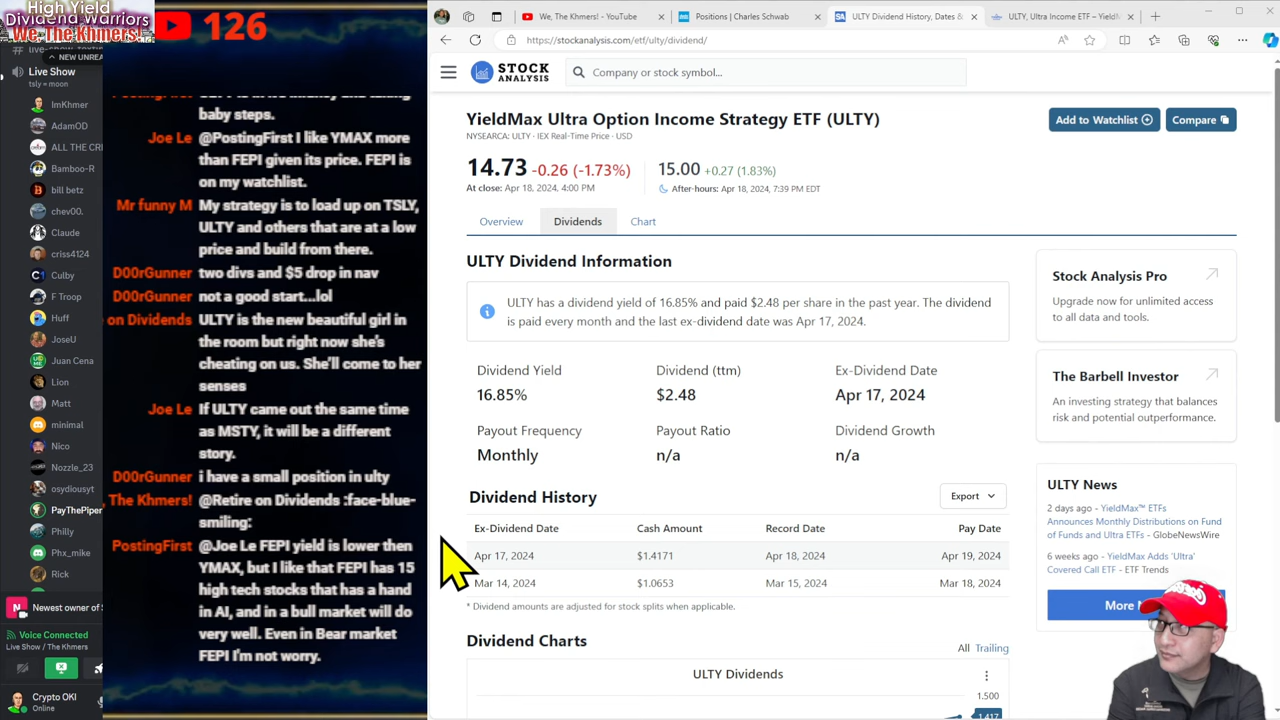 High Yield
Dividend Warriors
We, The Khmers!
126
NEW UNREA
Live Show
tsly = moon
ImKhmer
AdamOD
ALL THE CRI
Bamboo-R
bill betz
chev00.
Claude
criss4124
Culby
F Troop
Huff
JoseU
Juan Cena
Lion
Matt
minimal
Nico
Nozzle_23
osydiousyt
PayThePiper
Philly
Phx_mike
Rick
Newest owner of S
Voice Connected
Live Show / The Khmers
Crypto OKI
Online
baby steps.
Joe Le @PostingFirst I like YMAX more
than FEPI given its price. FEPI is
on my watchlist.
Mr funny M My strategy is to load up on TSLY,
ULTY and others that are at a low
price and build from there.
D00rGunner two divs and $5 drop in nav
D00rGunner not a good start...lol
e on Dividends ULTY is the new beautiful girl in
the room but right now she's
cheating on us. She'll come to her
senses
Joe Le If ULTY came out the same time
as MSTY, it will be a different
story.
D00rGunner i have a small position in ulty
, The Khmers! @Retire on Dividends :face-blue-
smiling:
PostingFirst @Joe Le FEPI yield is lower then
YMAX, but I like that FEPI has 15
high tech stocks that has a hand
in AI, and in a bull market will do
very well. Even in Bear market
FEPI I'm not worry.
We, The Khmers! - YouTube
Positions | Charles Schwab
SA
ULTY Dividend History, Dates &
ULTY, Ultra Income ETF – YieldM
https://stockanalysis.com/etf/ulty/dividend/
STOCK
ANALYSIS
Company or stock symbol...
YieldMax Ultra Option Income Strategy ETF (ULTY)
NYSEARCA: ULTY · IEX Real-Time Price · USD
Add to Watchlist
Compare
14.73 -0.26 (-1.73%)
At close: Apr 18, 2024, 4:00 PM
15.00 +0.27 (1.83%)
After-hours: Apr 18, 2024, 7:39 PM EDT
Overview
Dividends
Chart
ULTY Dividend Information
ULTY has a dividend yield of 16.85% and paid $2.48 per share in the past year. The dividend
is paid every month and the last ex-dividend date was Apr 17, 2024.
Dividend Yield Dividend (ttm) Ex-Dividend Date
16.85% $2.48 Apr 17, 2024
Payout Frequency Payout Ratio Dividend Growth
Monthly n/a n/a
Dividend History
Export
Ex-Dividend Date Cash Amount Record Date Pay Date
Apr 17, 2024 $1.4171 Apr 18, 2024 Apr 19, 2024
Mar 14, 2024 $1.0653 Mar 15, 2024 Mar 18, 2024
* Dividend amounts are adjusted for stock splits when applicable.
Dividend Charts
All Trailing
ULTY Dividends
1.500
1.417
Stock Analysis Pro
Upgrade now for unlimited access
to all data and tools.
The Barbell Investor
An investing strategy that balances
risk and potential outperformance.
ULTY News
2 days ago - YieldMax™ ETFs
Announces Monthly Distributions on Fund
of Funds and Ultra ETFs - GlobeNewsWire
6 weeks ago - YieldMax Adds 'Ultra'
Covered Call ETF - ETF Trends
More